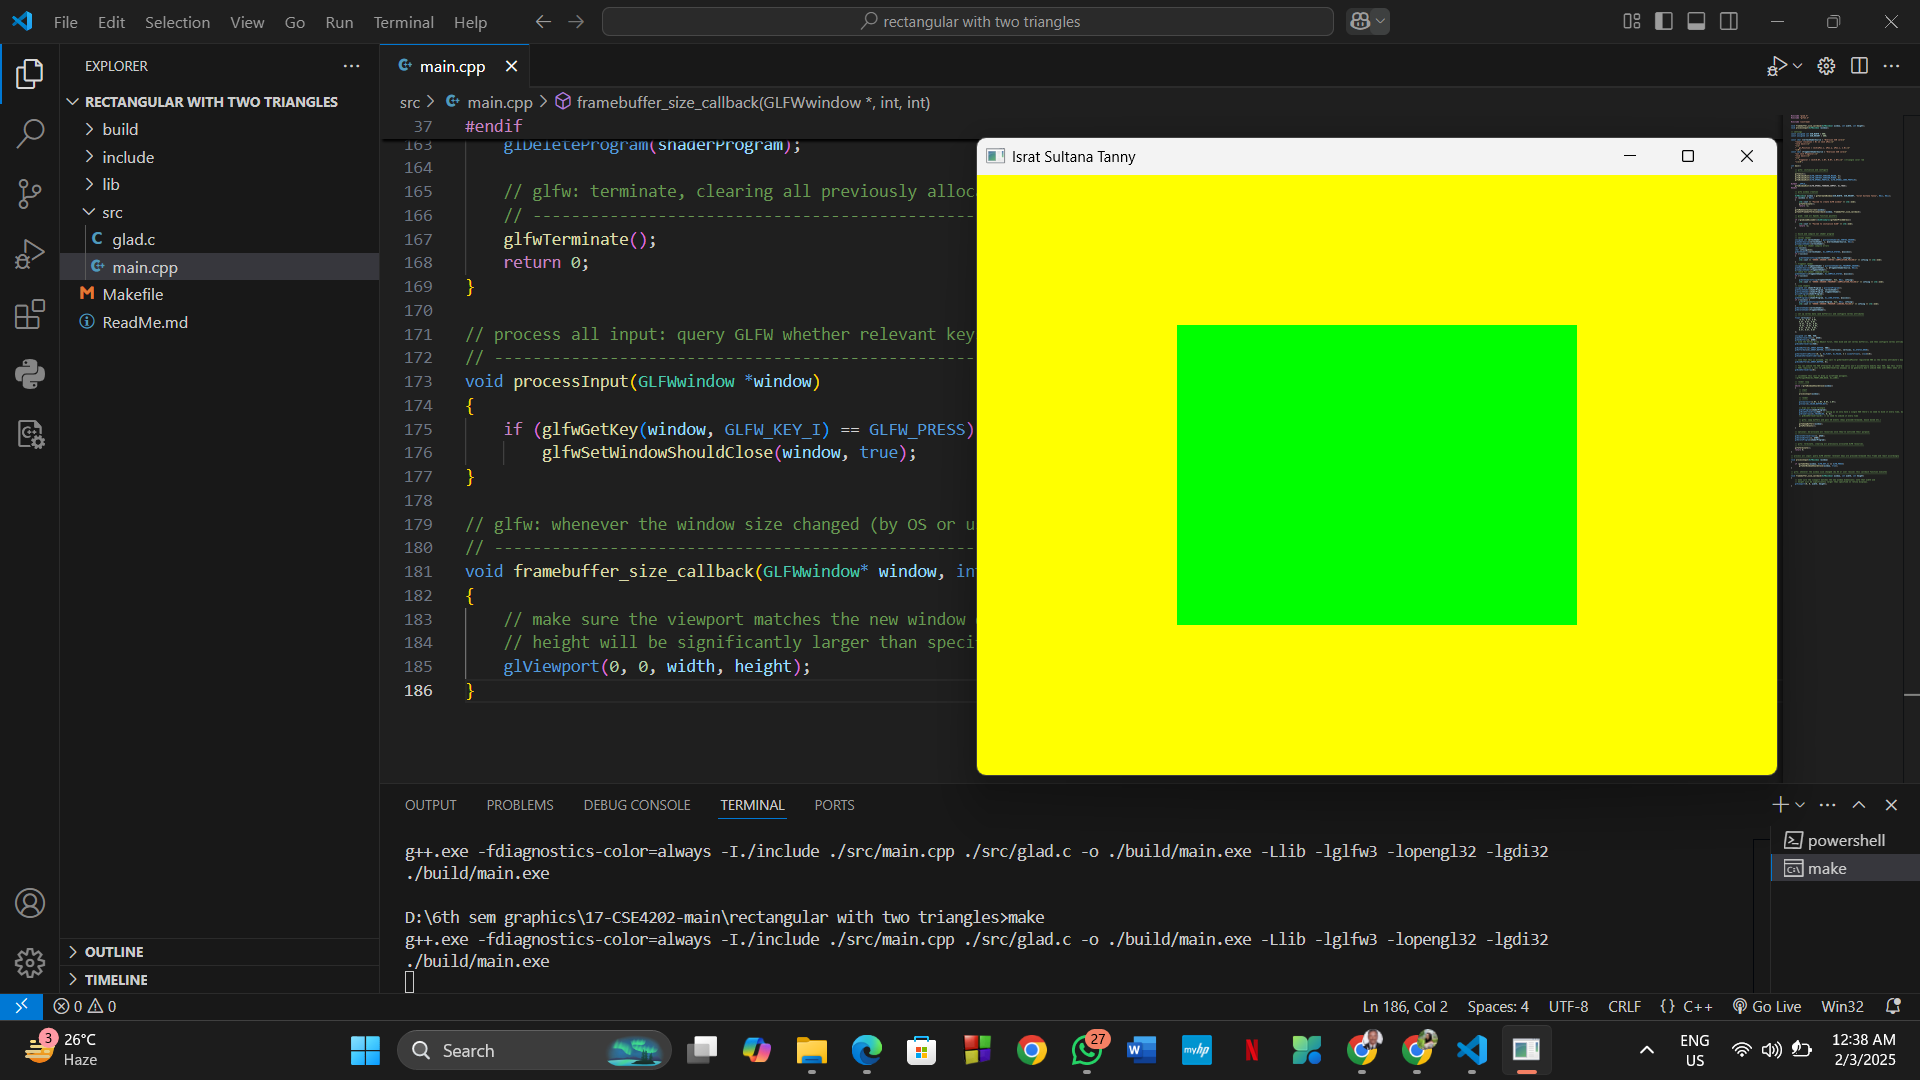 File Edit Selection View Go Run Terminal Help
rectangular with two triangles
EXPLORER
main.cpp
RECTANGULAR WITH TWO TRIANGLES
build
include
lib
src
glad.c
main.cpp
Makefile
ReadMe.md
OUTLINE
TIMELINE
src > main.cpp > framebuffer_size_callback(GLFWwindow *, int, int)
37 #endif
163 glDeleteProgram(shaderProgram);
164
165 // glfw: terminate, clearing all previously alloc
166 // --------------------------------------------------
167 glfwTerminate();
168 return 0;
169 }
170
171 // process all input: query GLFW whether relevant key
172 // --------------------------------------------------
173 void processInput(GLFWwindow *window)
174 {
175 if (glfwGetKey(window, GLFW_KEY_I) == GLFW_PRESS)
176 glfwSetWindowShouldClose(window, true);
177 }
178
179 // glfw: whenever the window size changed (by OS or u
180 // --------------------------------------------------
181 void framebuffer_size_callback(GLFWwindow* window, in
182 {
183 // make sure the viewport matches the new window
184 // height will be significantly larger than speci
185 glViewport(0, 0, width, height);
186 }
Israt Sultana Tanny
OUTPUT PROBLEMS DEBUG CONSOLE TERMINAL PORTS
g++.exe -fdiagnostics-color=always -I./include ./src/main.cpp ./src/glad.c -o ./build/main.exe -Llib -lglfw3 -lopengl32 -lgdi32
./build/main.exe
D:\6th sem graphics\17-CSE4202-main\rectangular with two triangles>make
g++.exe -fdiagnostics-color=always -I./include ./src/main.cpp ./src/glad.c -o ./build/main.exe -Llib -lglfw3 -lopengl32 -lgdi32
./build/main.exe
powershell
make
0 0
Ln 186, Col 2 Spaces: 4 UTF-8 CRLF {} C++ Go Live Win32
3
26°C
Haze
Search
27
myhp
ENG
US
12:38 AM
2/3/2025